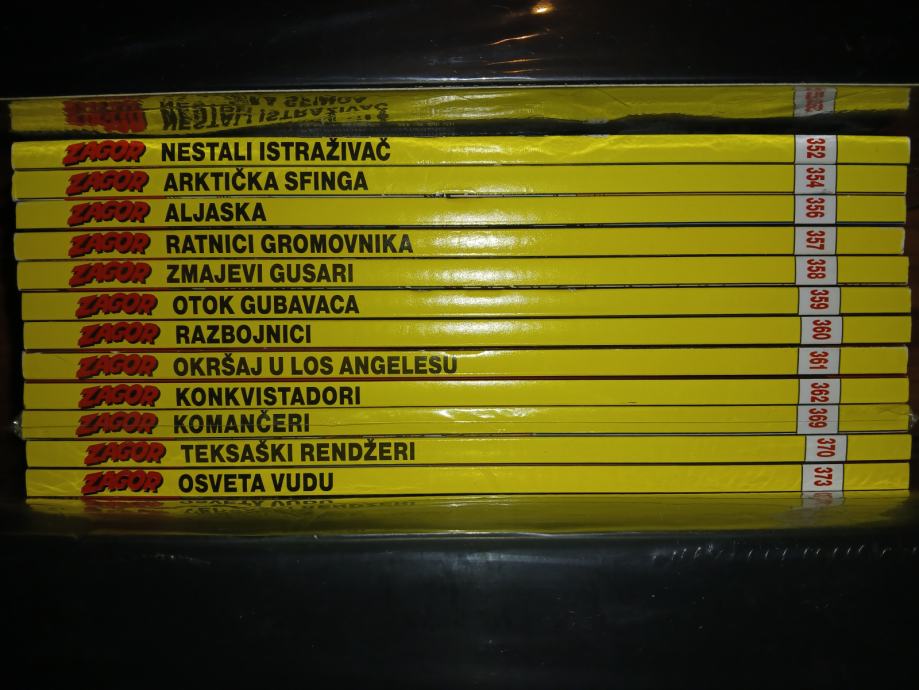 ZAGOR NESTALI ISTRAŽIVAČ 352
ZAGOR ARKTIČKA SFINGA 354
ZAGOR ALJASKA 356
ZAGOR RATNICI GROMOVNIKA 357
ZAGOR ZMAJEVI GUSARI 358
ZAGOR OTOK GUBAVACA 359
ZAGOR RAZBOJNICI 360
ZAGOR OKRŠAJ U LOS ANGELESU 361
ZAGOR KONKVISTADORI 362
ZAGOR KOMANČERI 369
ZAGOR TEKSAŠKI RENDŽERI 370
ZAGOR OSVETA VUDU 373